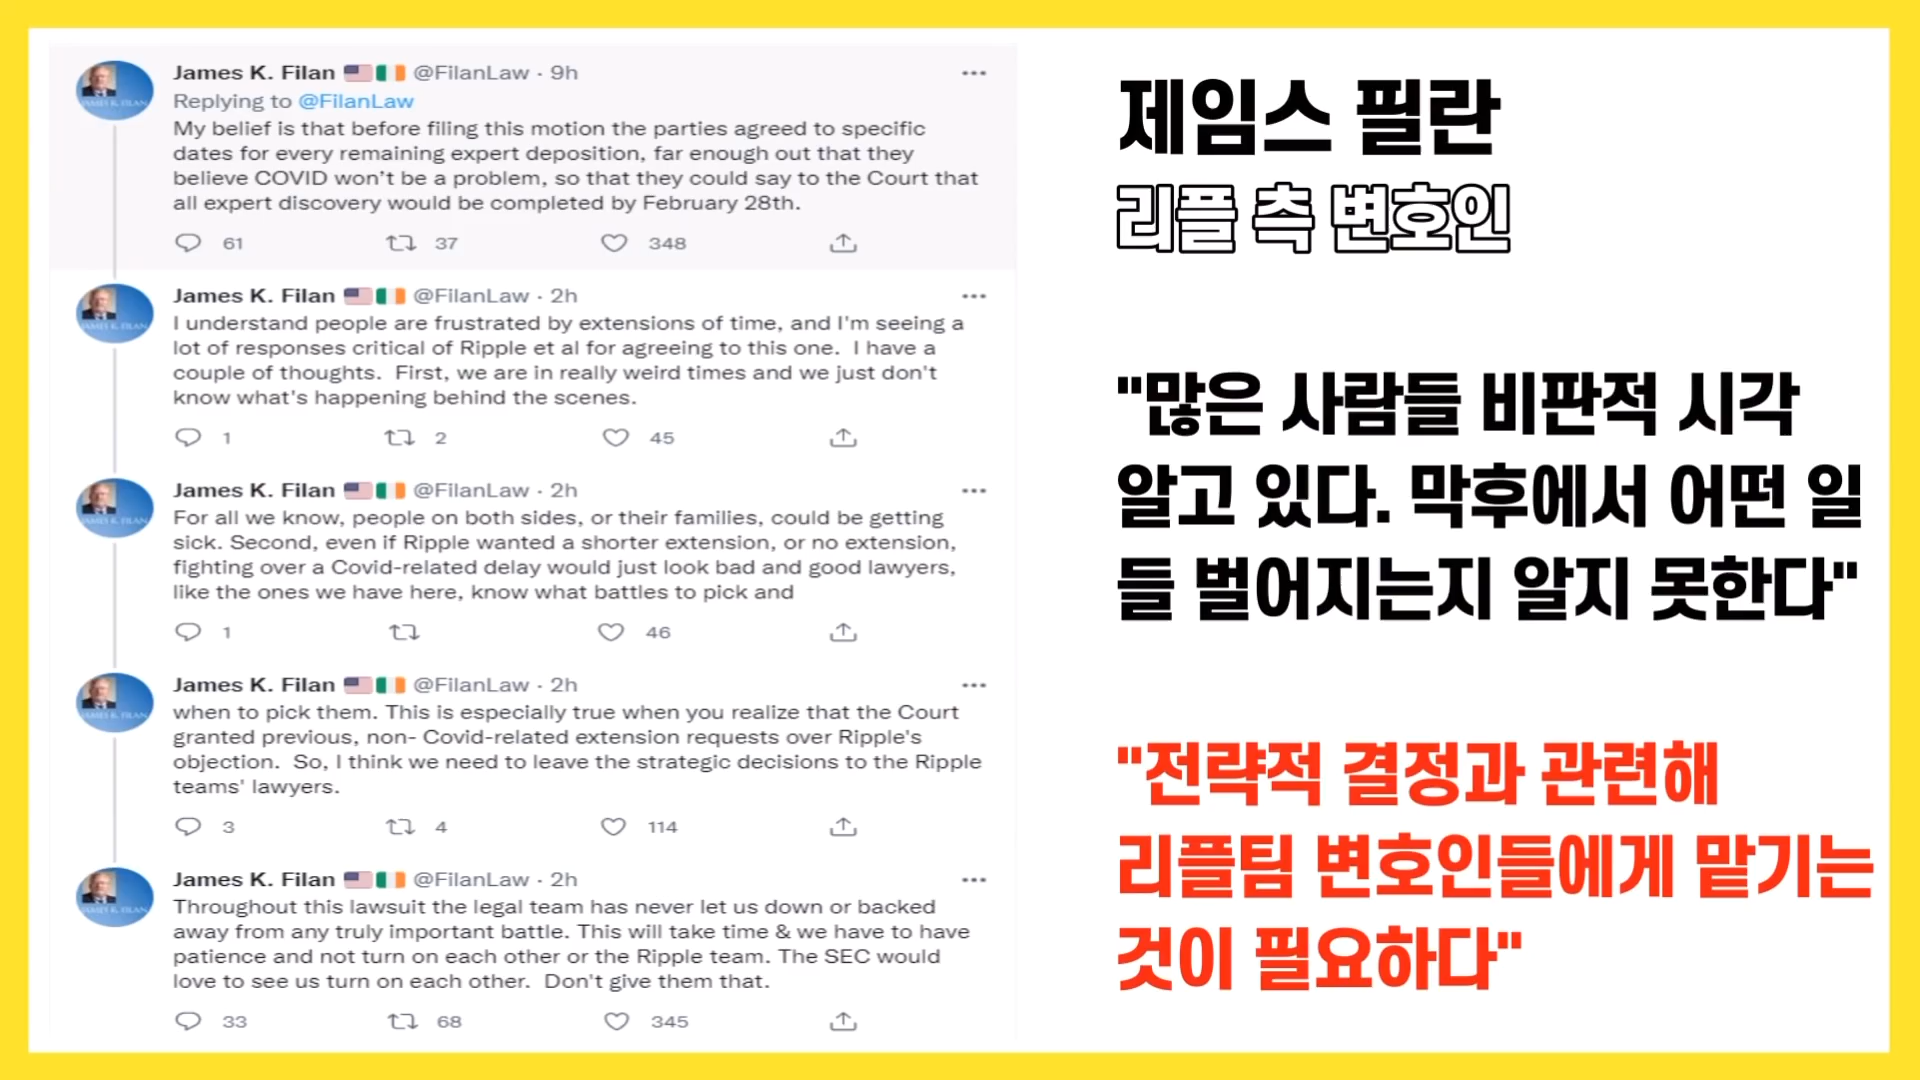 James K. Filan 🇺🇸🇮🇪 @FilanLaw · 9h
Replying to @FilanLaw
My belief is that before filing this motion the parties agreed to specific
dates for every remaining expert deposition, far enough out that they
believe COVID won't be a problem, so that they could say to the Court that
all expert discovery would be completed by February 28th.
61 37 348
James K. Filan 🇺🇸🇮🇪 @FilanLaw · 2h
I understand people are frustrated by extensions of time, and I'm seeing a
lot of responses critical of Ripple et al for agreeing to this one.  I have a
couple of thoughts.  First, we are in really weird times and we just don't
know what's happening behind the scenes.
1 2 45
James K. Filan 🇺🇸🇮🇪 @FilanLaw · 2h
For all we know, people on both sides, or their families, could be getting
sick. Second, even if Ripple wanted a shorter extension, or no extension,
fighting over a Covid-related delay would just look bad and good lawyers,
like the ones we have here, know what battles to pick and
1 46
James K. Filan 🇺🇸🇮🇪 @FilanLaw · 2h
when to pick them. This is especially true when you realize that the Court
granted previous, non- Covid-related extension requests over Ripple's
objection.  So, I think we need to leave the strategic decisions to the Ripple
teams' lawyers.
3 4 114
James K. Filan 🇺🇸🇮🇪 @FilanLaw · 2h
Throughout this lawsuit the legal team has never let us down or backed
away from any truly important battle. This will take time & we have to have
patience and not turn on each other or the Ripple team. The SEC would
love to see us turn on each other.  Don't give them that.
33 68 345
제임스 필란
리플 측 변호인
"많은 사람들 비판적 시각
알고 있다. 막후에서 어떤 일
들 벌어지는지 알지 못한다"
"전략적 결정과 관련해
리플팀 변호인들에게 맡기는
것이 필요하다"